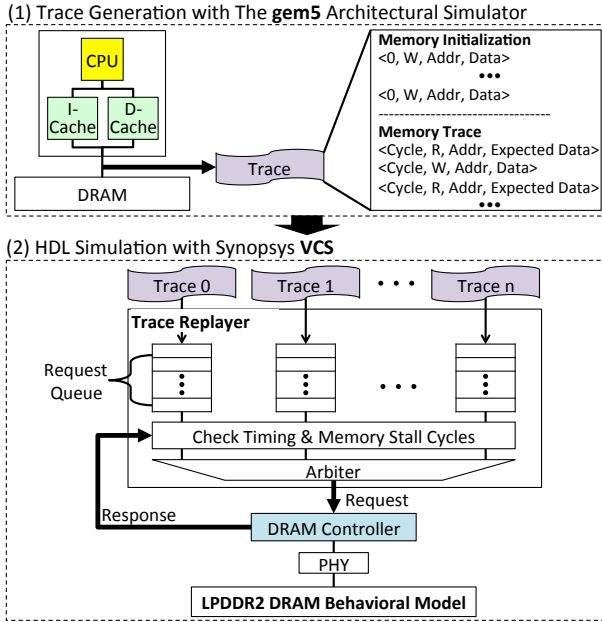 (1) Trace Generation with The gem5 Architectural Simulator
CPU
I-
Cache
D-
Cache
DRAM
Trace
Memory Initialization
<0, W, Addr, Data>
•••
<0, W, Addr, Data>
--------------------------------
Memory Trace
<Cycle, R, Addr, Expected Data>
<Cycle, W, Addr, Data>
<Cycle, R, Addr, Expected Data>
•••
(2) HDL Simulation with Synopsys VCS
Trace 0
Trace 1
• • •
Trace n
Trace Replayer
Request
Queue
• • •
Check Timing & Memory Stall Cycles
Arbiter
Request
Response
DRAM Controller
PHY
LPDDR2 DRAM Behavioral Model